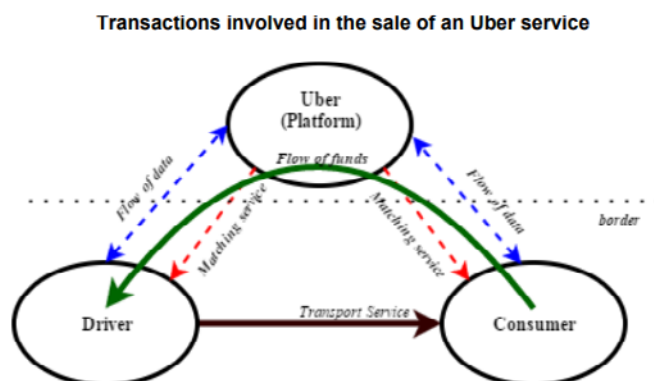 Transactions involved in the sale of an Uber service
Uber
(Platform)
Flow of funds
Flow of data
Matching service
Matching service
Flow of data
border
Driver
Transport Service
Consumer